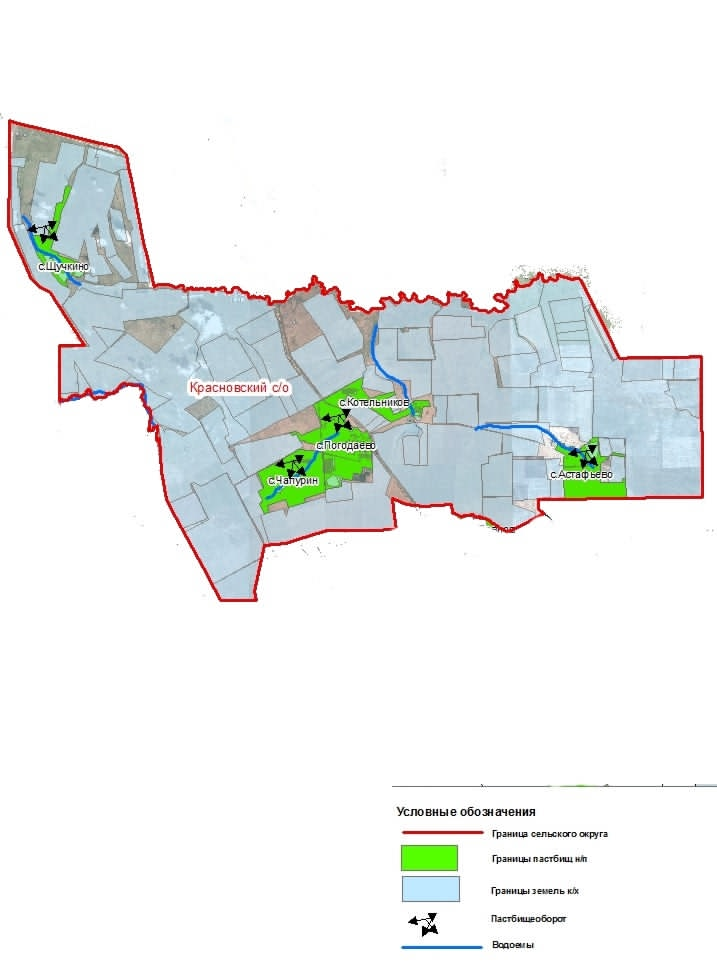 с.Щучкино
Красновский с/о
с.Котельников
с.Погодаево
с.Чапурин
с.Астафьево
Условные обозначения
Граница сельского округа
Границы пастбищ н/п
Границы земель к/х
Пастбищеоборот
Водоемы